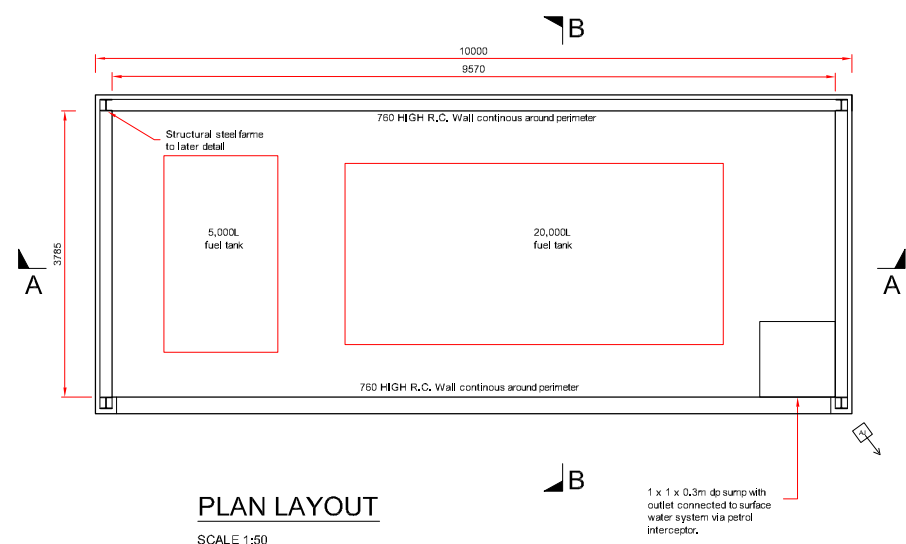 B
10000
9570
760 HIGH R.C. Wall continous around perimeter
Structural steel farme
to later detail
5,000L
fuel tank
20,000L
fuel tank
3785
A
A
760 HIGH R.C. Wall continous around perimeter
B
1 x 1 x 0.3m dp sump with
outlet connected to surface
water system via petrol
interceptor.
PLAN LAYOUT
SCALE 1:50